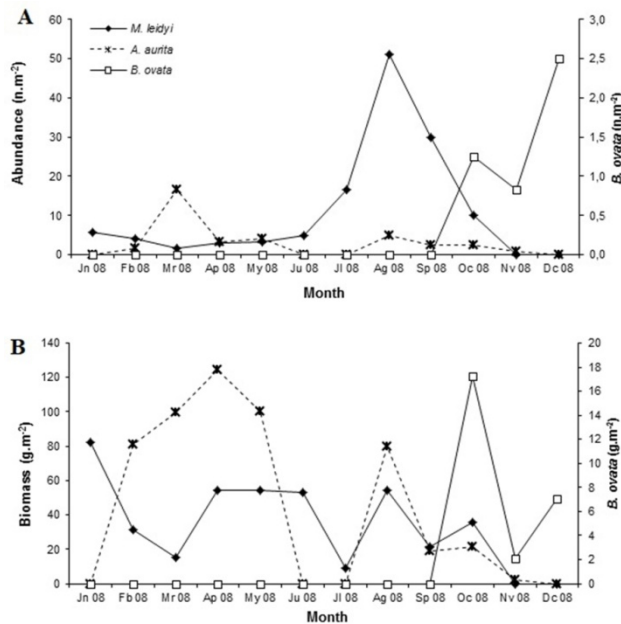 A
M. leidyi
A. aurita
B. ovata
Abundance (n.m⁻²)
60
50
40
30
20
10
0
3,0
2,5
2,0
1,5
1,0
0,5
0,0
B. ovata (n.m⁻²)
Jn 08 Fb 08 Mr 08 Ap 08 My 08 Ju 08 Jl 08 Ag 08 Sp 08 Oc 08 Nv 08 Dc 08
Month
B
Biomass (g.m⁻²)
140
120
100
80
60
40
20
0
20
18
16
14
12
10
8
6
4
2
0
B. ovata (g.m⁻²)
Jn 08 Fb 08 Mr 08 Ap 08 My 08 Ju 08 Jl 08 Ag 08 Sp 08 Oc 08 Nv 08 Dc 08
Month